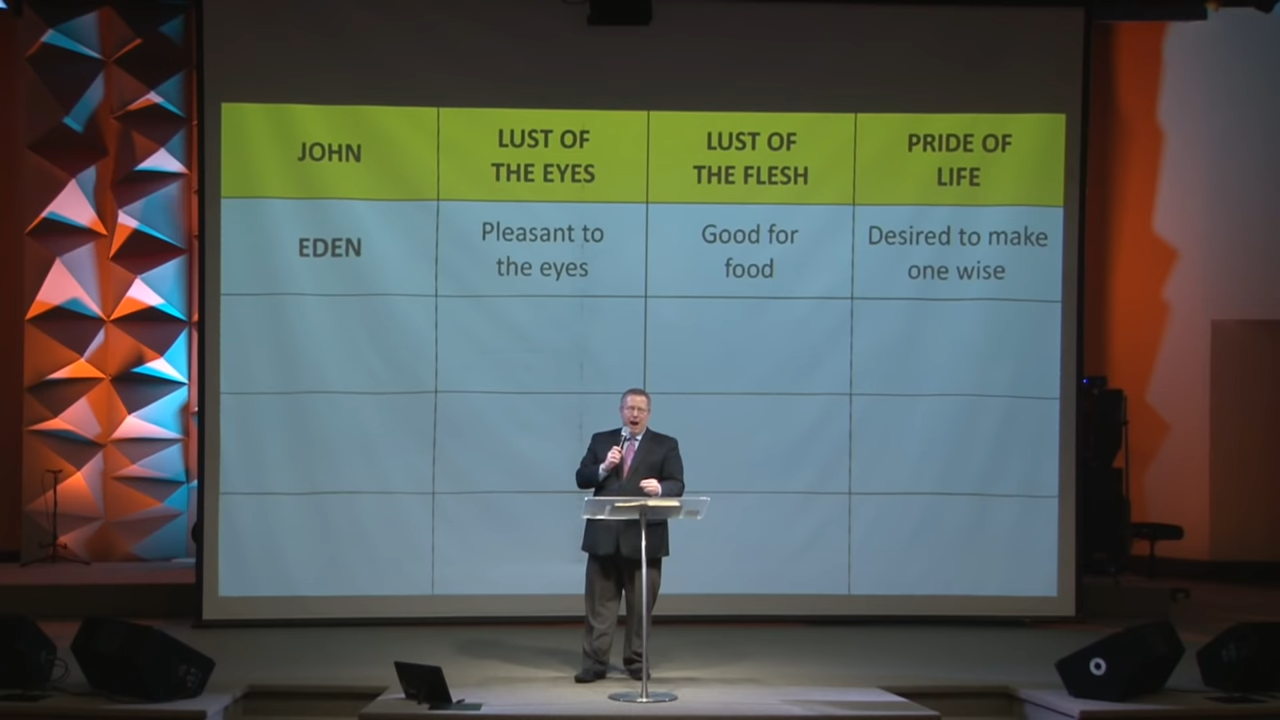 JOHN
LUST OF
THE EYES
LUST OF
THE FLESH
PRIDE OF
LIFE
EDEN
Pleasant to
the eyes
Good for
food
Desired to make
one wise